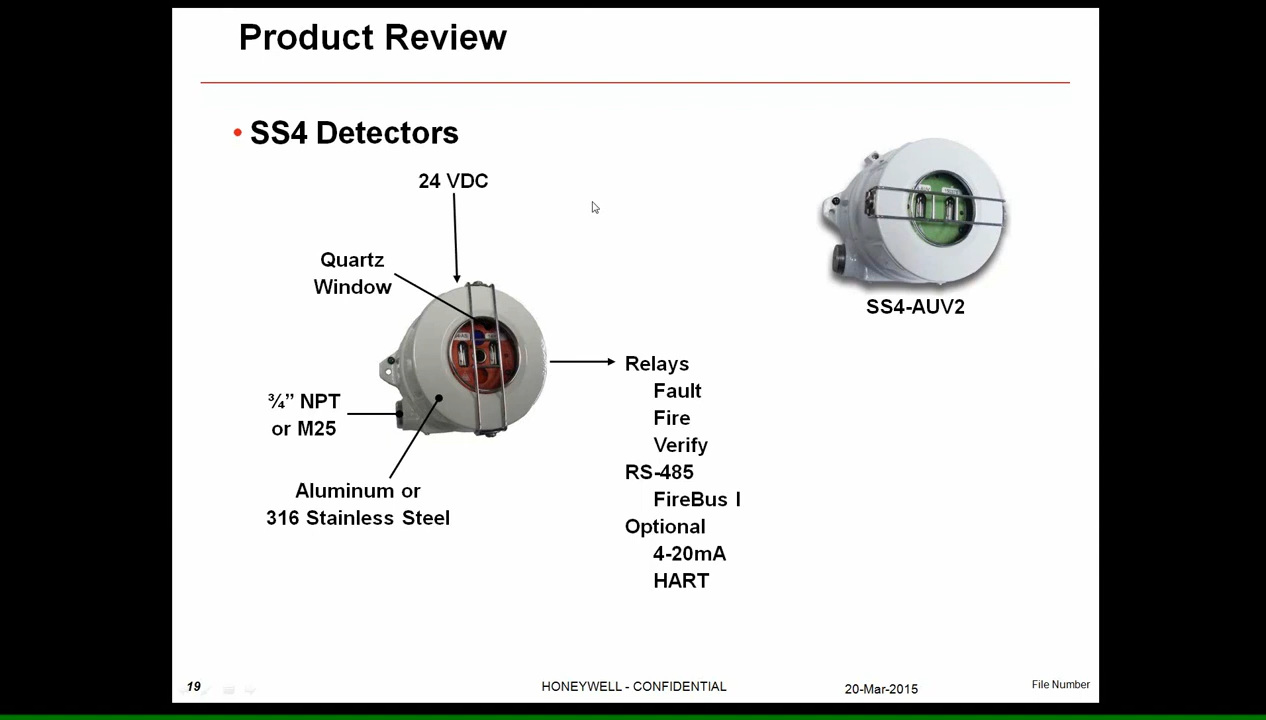 Product Review
• SS4 Detectors
24 VDC
Quartz
Window
SS4-AUV2
Relays
Fault
Fire
Verify
RS-485
FireBus I
Optional
4-20mA
HART
¾” NPT
or M25
Aluminum or
316 Stainless Steel
19
HONEYWELL - CONFIDENTIAL
20-Mar-2015
File Number